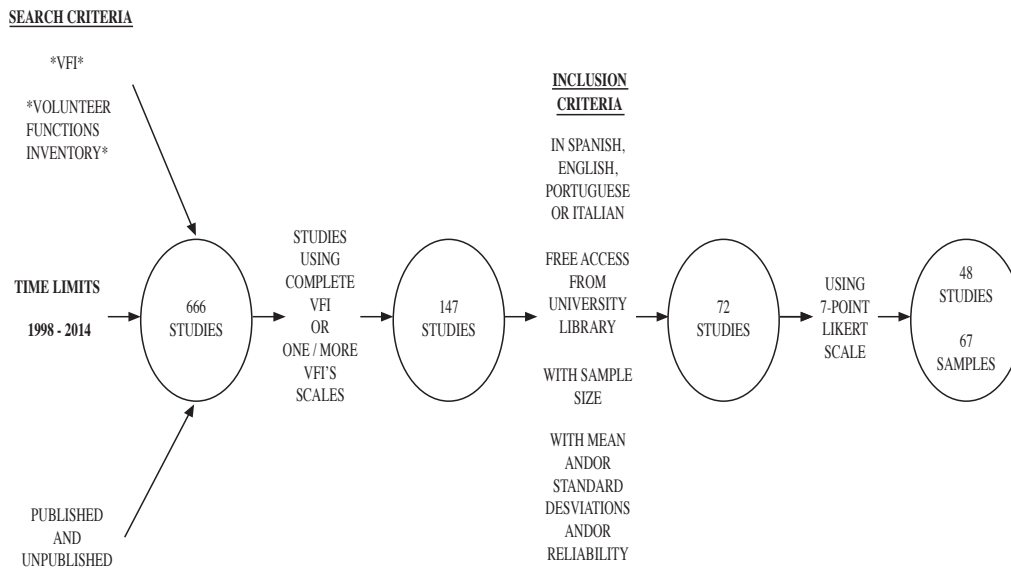 SEARCH CRITERIA
*VFI*
*VOLUNTEER
FUNCTIONS
INVENTORY*
TIME LIMITS
1998 - 2014
PUBLISHED
AND
UNPUBLISHED
666
STUDIES
STUDIES
USING
COMPLETE
VFI
OR
ONE / MORE
VFI'S
SCALES
147
STUDIES
INCLUSION
CRITERIA
IN SPANISH,
ENGLISH,
PORTUGUESE
OR ITALIAN
FREE ACCESS
FROM
UNIVERSITY
LIBRARY
WITH SAMPLE
SIZE
WITH MEAN
ANDOR
STANDARD
DESVIATIONS
ANDOR
RELIABILITY
72
STUDIES
USING
7-POINT
LIKERT
SCALE
48
STUDIES
67
SAMPLES